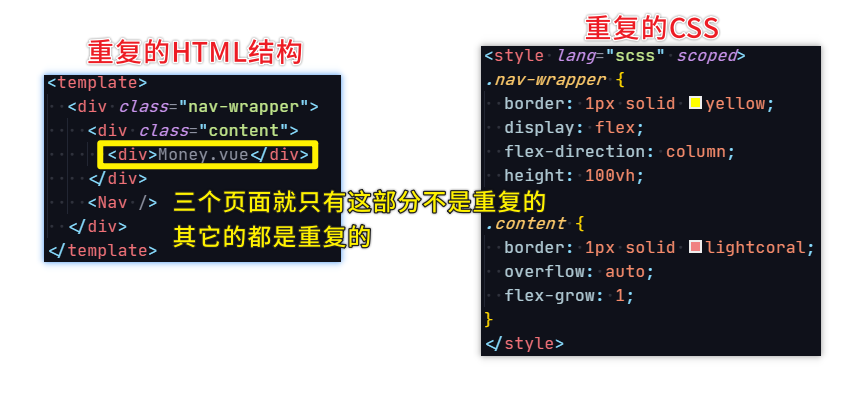 重复的HTML结构
<template>
<div class="nav-wrapper">
<div class="content">
<div>Money.vue</div>
</div>
<Nav />
</div>
</template>
三个页面就只有这部分不是重复的
其它的都是重复的
重复的CSS
<style lang="scss" scoped>
.nav-wrapper {
border: 1px solid yellow;
display: flex;
flex-direction: column;
height: 100vh;
.content {
border: 1px solid lightcoral;
overflow: auto;
flex-grow: 1;
}
</style>